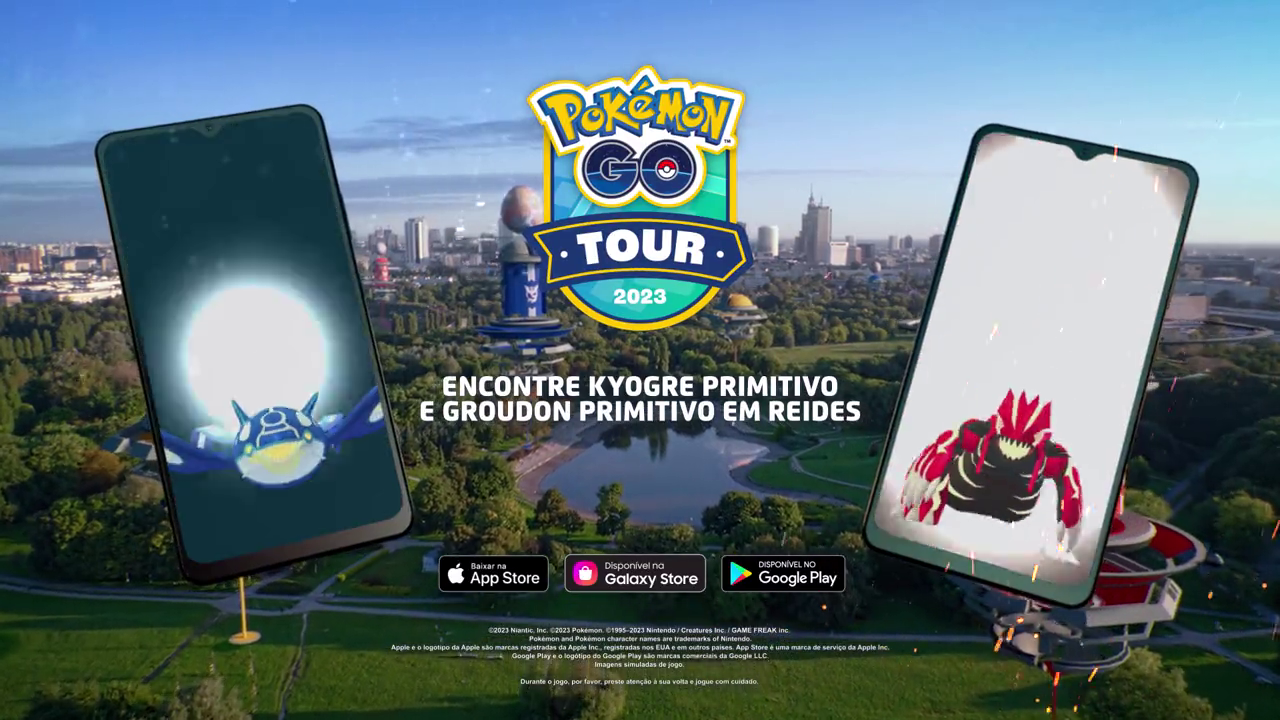 POKÉMON
GO
TOUR
2023
ENCONTRE KYOGRE PRIMITIVO
E GROUDON PRIMITIVO EM REIDES
Baixar na
App Store
Disponível na
Galaxy Store
DISPONÍVEL NO
Google Play
©2023 Niantic, Inc. ©2023 Pokémon. ©1995–2023 Nintendo / Creatures Inc. / GAME FREAK inc.
Pokémon and Pokémon character names are trademarks of Nintendo.
Apple e o logotipo da Apple são marcas registradas da Apple Inc., registradas nos EUA e em outros países. App Store é uma marca de serviço da Apple Inc.
Google Play e o logótipo do Google Play são marcas comerciais da Google LLC.
Imagens simuladas de jogo.
Durante o jogo, por favor, preste atenção à sua volta e jogue com cuidado.